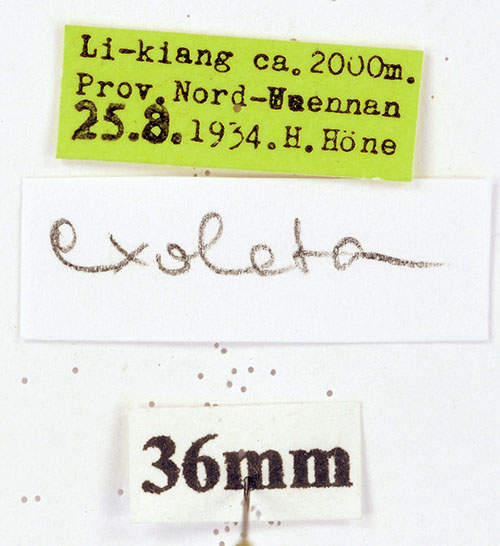 Li-kiang ca. 2000m.
Prov. Nord-Yuennan
25.8.1934. H. Höne
exoleta
36mm